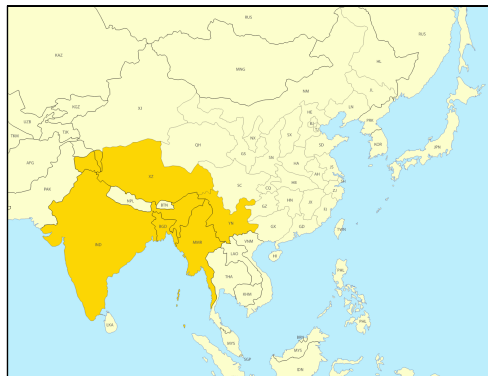 RUS
RUS
KAZ
HL
MNG
NM
JL
LN
XJ
KGZ
UZB
TJK
TKM
HE
BJ
PRK
NX
SX
SD
KOR
JPN
QH
GS
SN
HA
JS
AFG
AH
XZ
PAK
SC
CQ
HB
ZJ
NPL
BTN
GZ
HN
JX
FJ
BGD
YN
GX
GD
TWN
IND
MMR
VNM
LAO
HI
THA
PHL
KHM
LKA
PHL
BRN
MYS
MYS
SGP
IDN